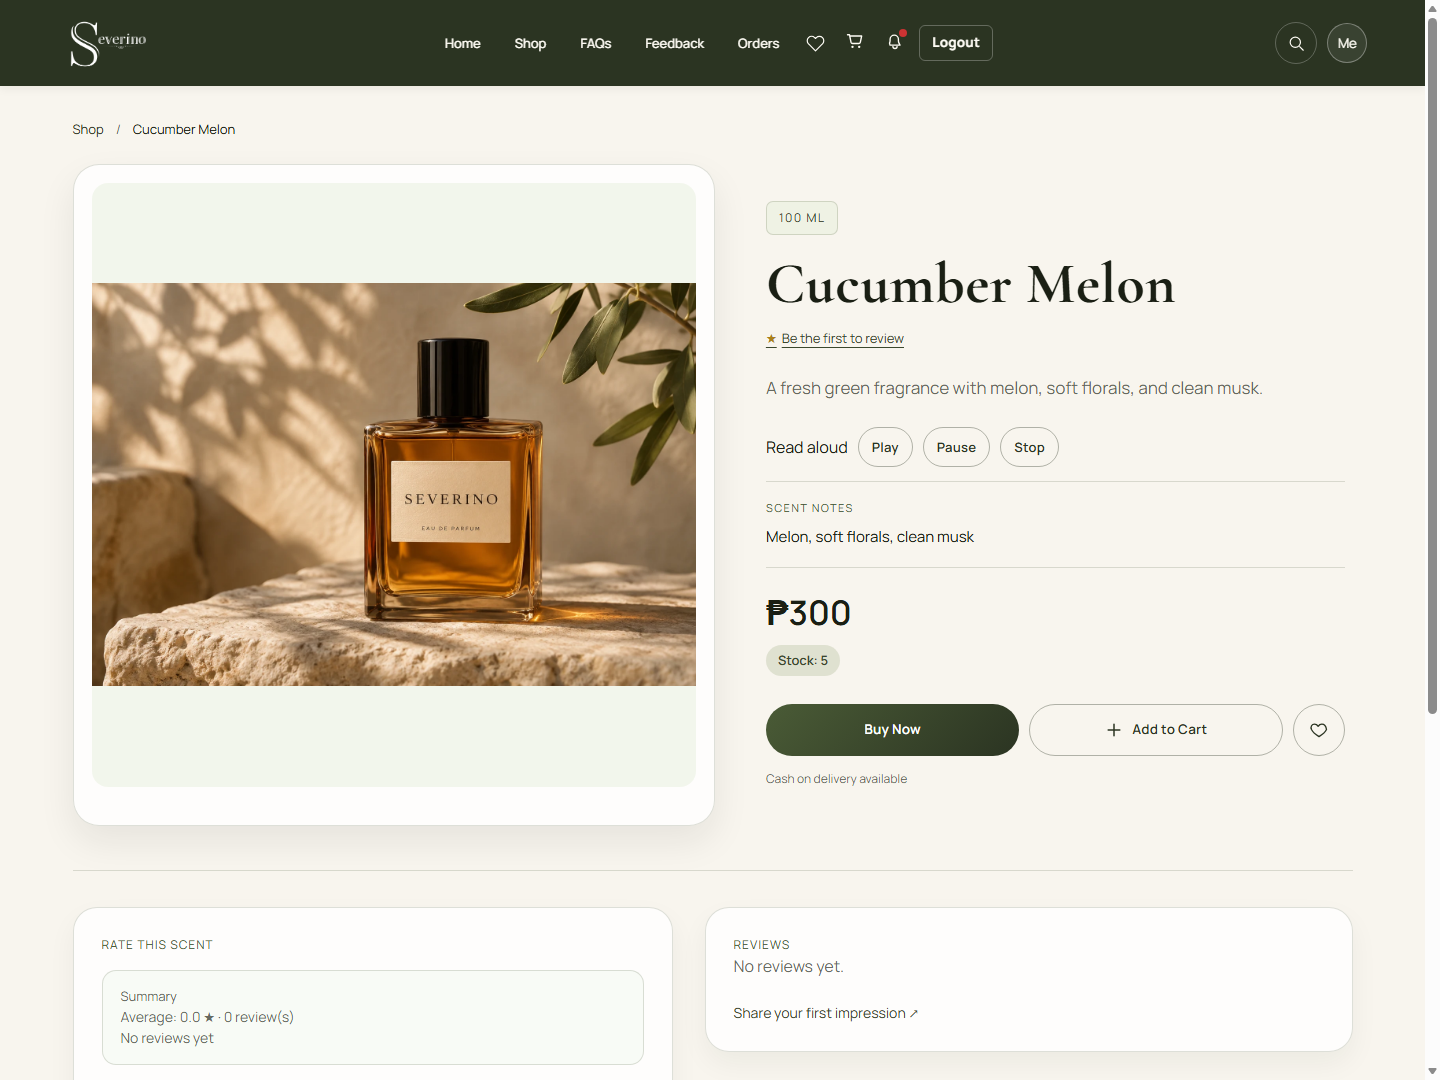 Severino
Home
Shop
FAQs
Feedback
Orders
Logout
Me
Shop / Cucumber Melon
SEVERINO
EAU DE PARFUM
100 ML
Cucumber Melon
★ Be the first to review
A fresh green fragrance with melon, soft florals, and clean musk.
Read aloud
Play
Pause
Stop
SCENT NOTES
Melon, soft florals, clean musk
₱300
Stock: 5
Buy Now
Add to Cart
Cash on delivery available
RATE THIS SCENT
Summary
Average: 0.0 ★ · 0 review(s)
No reviews yet
REVIEWS
No reviews yet.
Share your first impression ↗